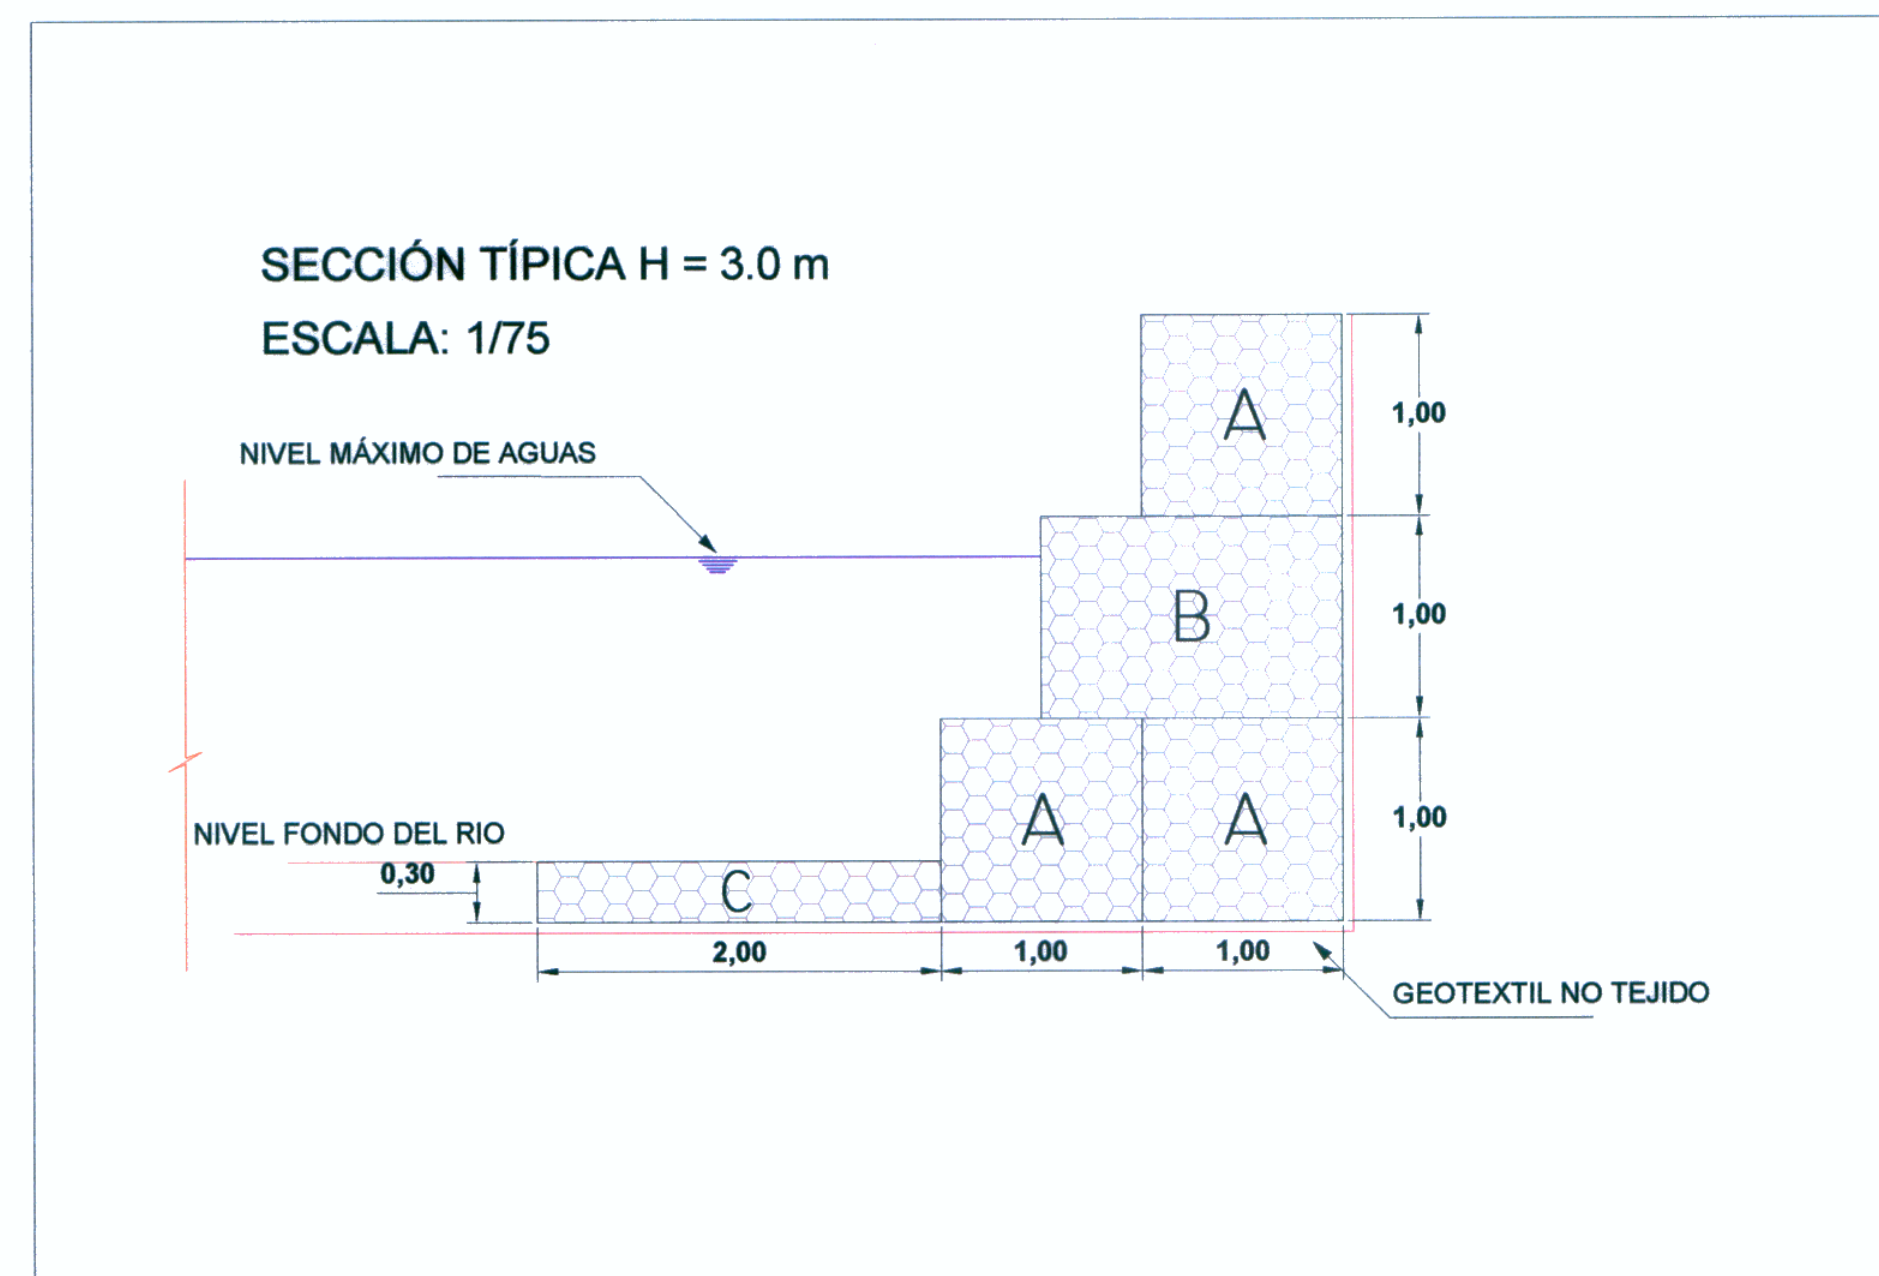 SECCIÓN TÍPICA H = 3.0 m
ESCALA: 1/75
A
1,00
NIVEL MÁXIMO DE AGUAS
B
1,00
A
A
1,00
NIVEL FONDO DEL RIO
0,30
C
2,00
1,00
1,00
GEOTEXTIL NO TEJIDO